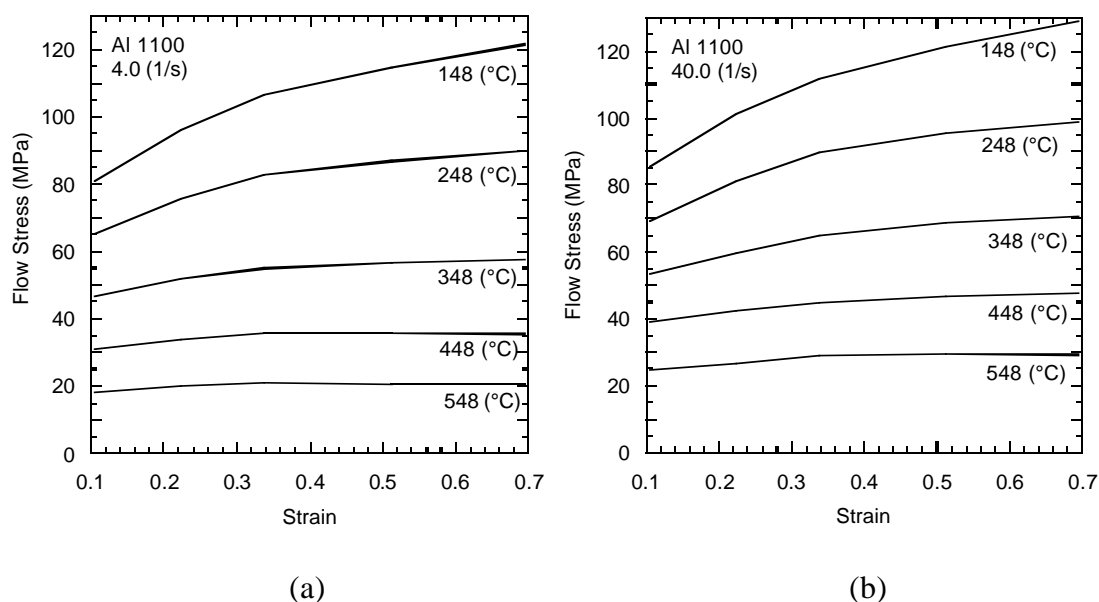 Al 1100
4.0 (1/s)
148 (°C)
248 (°C)
348 (°C)
448 (°C)
548 (°C)
Flow Stress (MPa)
120
100
80
60
40
20
0
0.1 0.2 0.3 0.4 0.5 0.6 0.7
Strain
(a)
Al 1100
40.0 (1/s)
148 (°C)
248 (°C)
348 (°C)
448 (°C)
548 (°C)
Flow Stress (MPa)
120
100
80
60
40
20
0
0.1 0.2 0.3 0.4 0.5 0.6 0.7
Strain
(b)